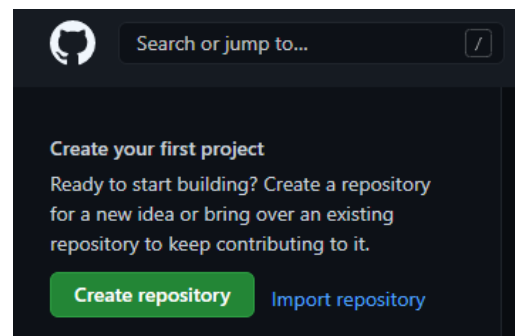 Search or jump to...
/
Create your first project
Ready to start building? Create a repository
for a new idea or bring over an existing
repository to keep contributing to it.
Create repository
Import repository